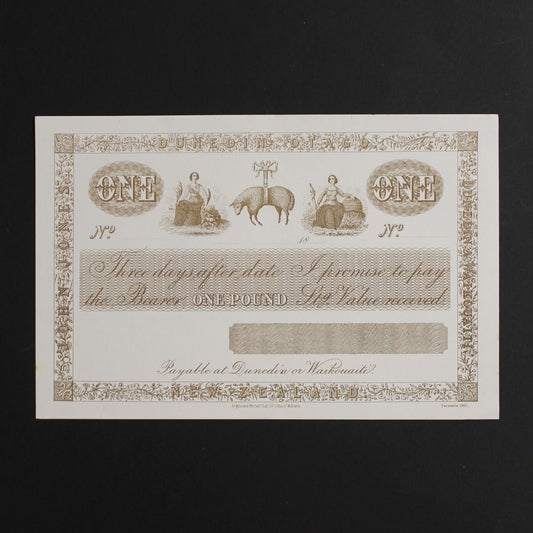 DUNEDIN OTAGO
JOHN JONES
ONE
ONE
No
18
No
Three days after date I promise to pay
the Bearer ONE POUND Stg. Value received
Payable at Dunedin or Waikouaiti
NEW ZEALAND